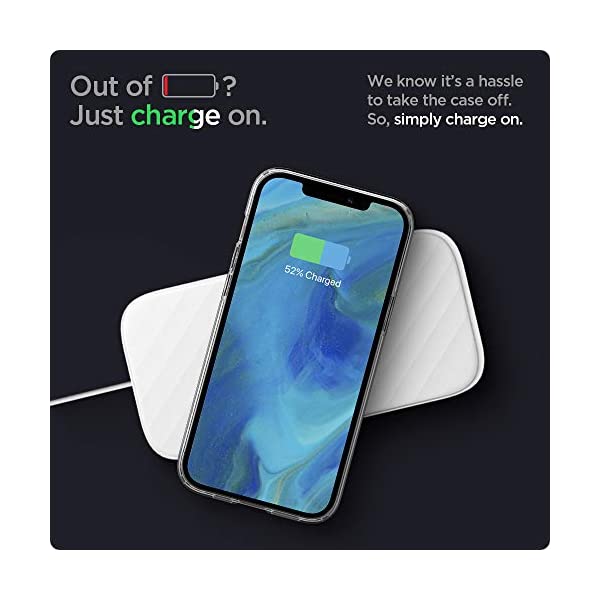 Out of ?
Just charge on.
We know it's a hassle
to take the case off.
So, simply charge on.
52% Charged